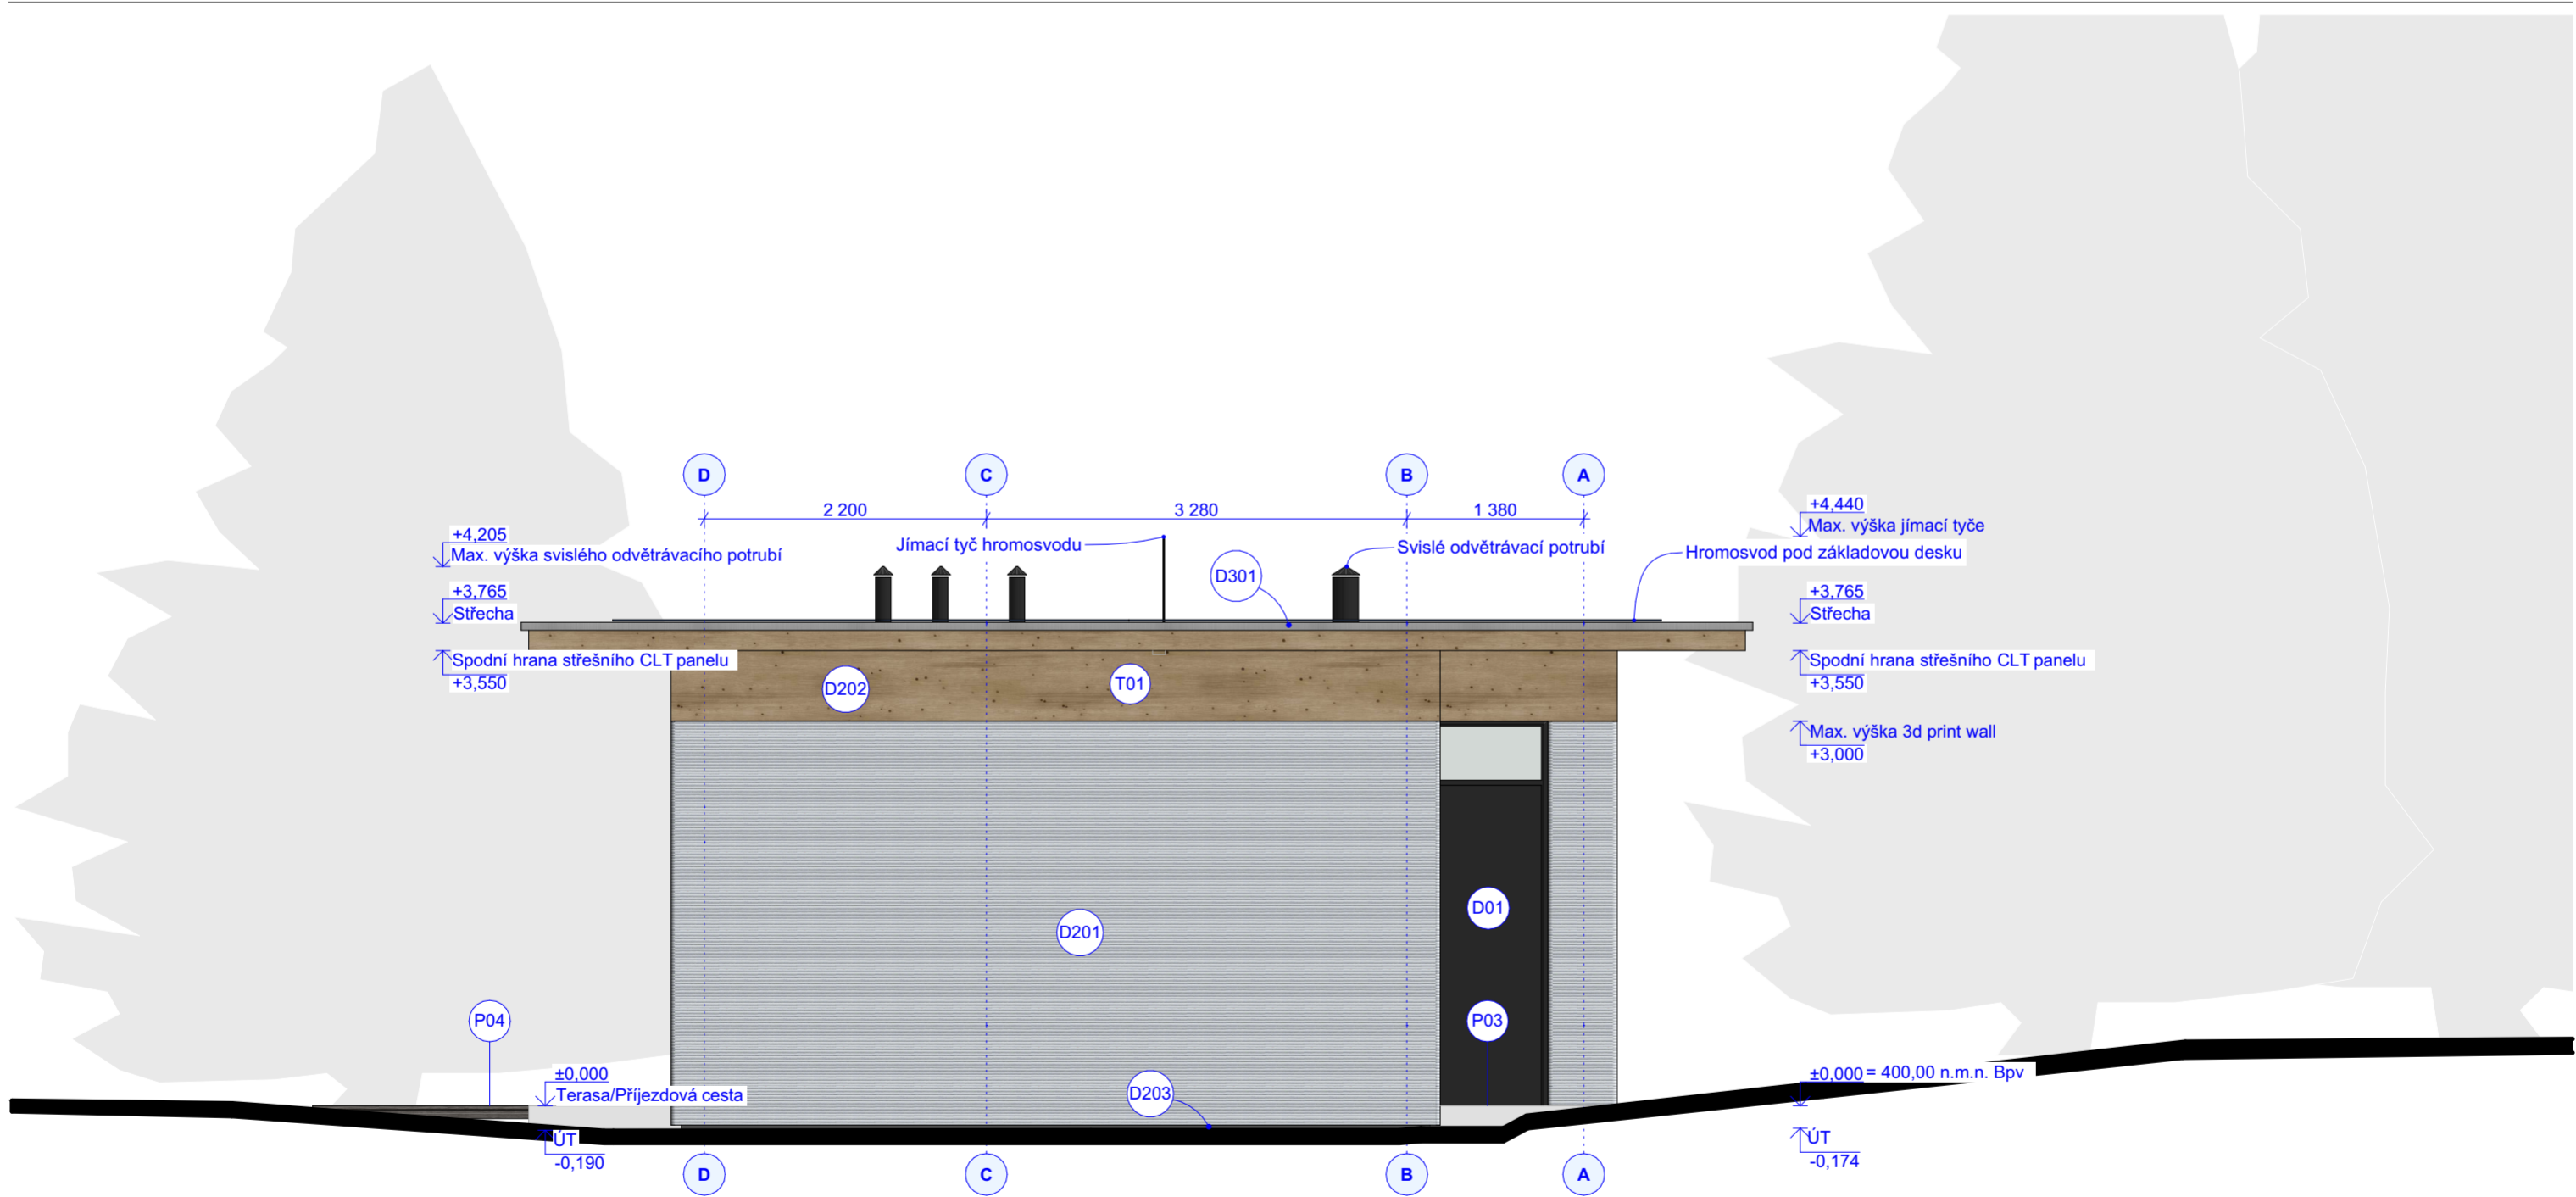 D
C
B
A
2 200
3 280
1 380
+4,205
Max. výška svislého odvětrávacího potrubí
Jímací tyč hromosvodu
Svislé odvětrávací potrubí
+4,440
Max. výška jímací tyče
Hromosvod pod základovou desku
D301
+3,765
Střecha
+3,765
Střecha
Spodní hrana střešního CLT panelu
+3,550
Spodní hrana střešního CLT panelu
+3,550
D202
T01
Max. výška 3d print wall
+3,000
D01
D201
P04
P03
±0,000
Terasa/Příjezdová cesta
D203
±0,000 = 400,00 n.m.n. Bpv
ÚT
-0,190
ÚT
-0,174
D
C
B
A